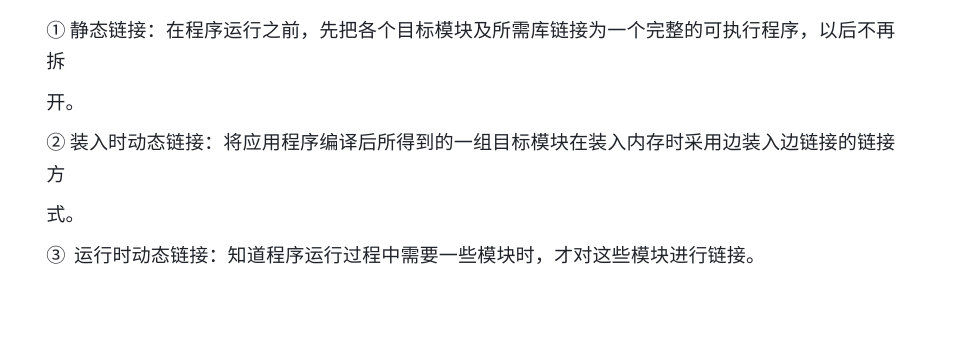 ① 静态链接：在程序运行之前，先把各个目标模块及所需库链接为一个完整的可执行程序，以后不再
拆
开。
② 装入时动态链接：将应用程序编译后所得到的一组目标模块在装入内存时采用边装入边链接的链接
方
式。
③ 运行时动态链接：知道程序运行过程中需要一些模块时，才对这些模块进行链接。